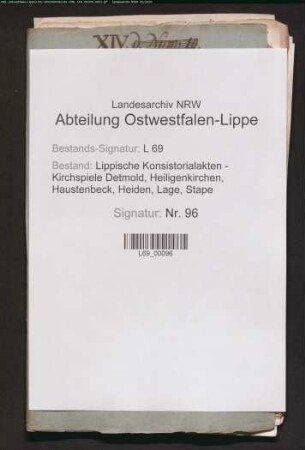 XIV
Landesarchiv NRW
Abteilung Ostwestfalen-Lippe
Bestands-Signatur: L 69
Bestand: Lippische Konsistorialakten -
Kirchspiele Detmold, Heiligenkirchen,
Haustenbeck, Heiden, Lage, Stape
Signatur: Nr. 96
L69_00096